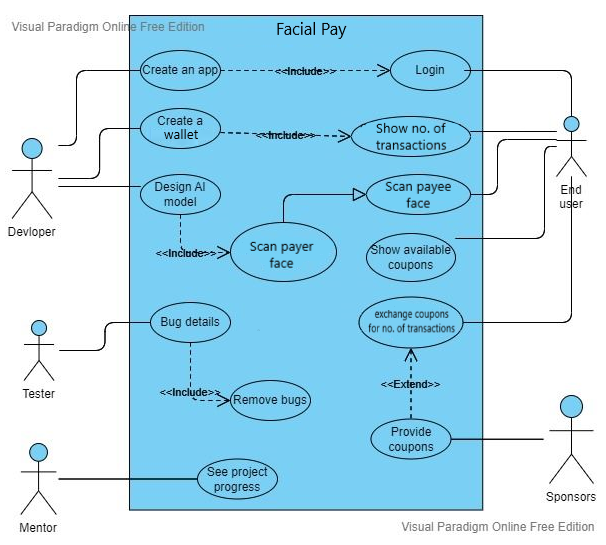 Visual Paradigm Online Free Edition
Facial Pay
Create an app
<<Include>>
Login
Create a
wallet
<<Include>>
Show no. of
transactions
Devloper
Design AI
model
<<Include>>
Scan payer
face
Scan payee
face
End
user
Show available
coupons
Bug details
exchange coupons
for no. of transactions
Tester
<<Include>>
Remove bugs
<<Extend>>
Provide
coupons
Sponsors
Mentor
See project
progress
Visual Paradigm Online Free Edition